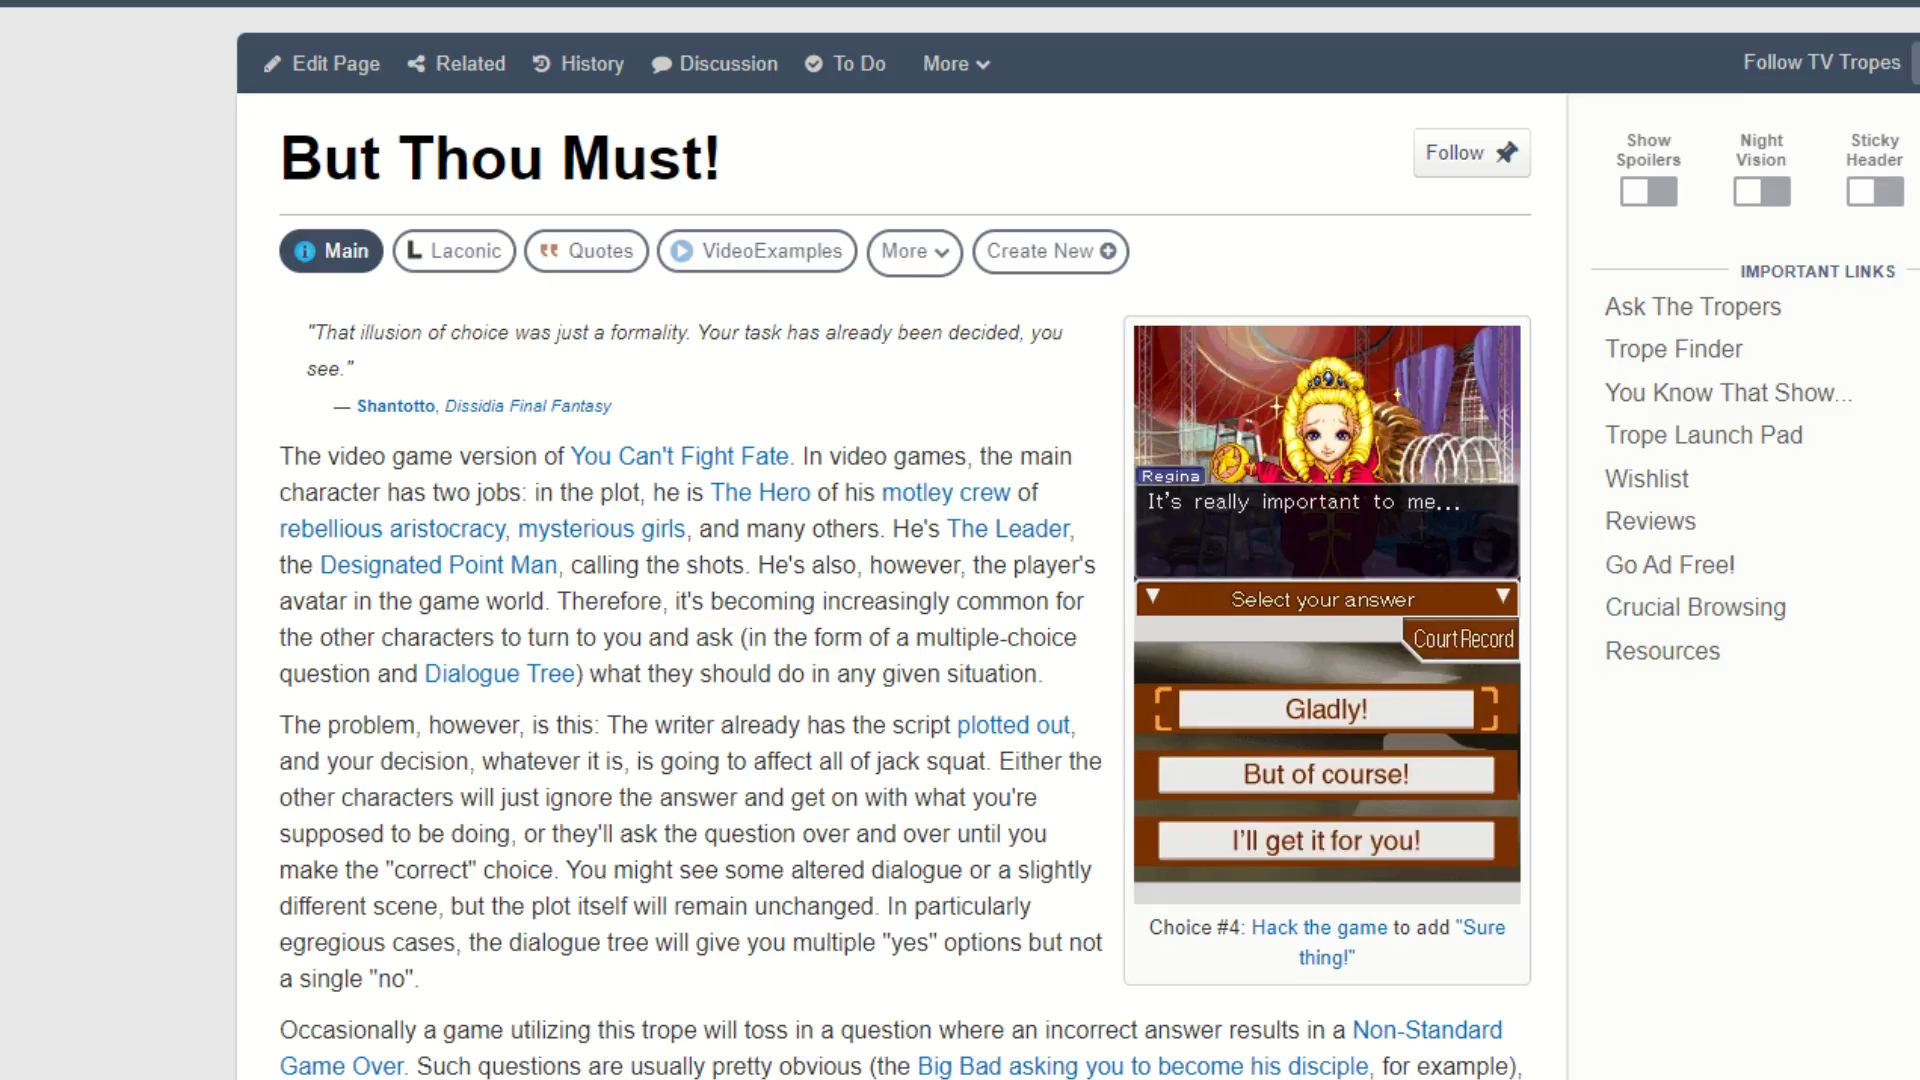 Edit Page Related History Discussion To Do More Follow TV Tropes
But Thou Must!
Follow
Main Laconic Quotes VideoExamples More Create New
"That illusion of choice was just a formality. Your task has already been decided, you
see."
— Shantotto, Dissidia Final Fantasy
The video game version of You Can't Fight Fate. In video games, the main
character has two jobs: in the plot, he is The Hero of his motley crew of
rebellious aristocracy, mysterious girls, and many others. He's The Leader,
the Designated Point Man, calling the shots. He's also, however, the player's
avatar in the game world. Therefore, it's becoming increasingly common for
the other characters to turn to you and ask (in the form of a multiple-choice
question and Dialogue Tree) what they should do in any given situation.
The problem, however, is this: The writer already has the script plotted out,
and your decision, whatever it is, is going to affect all of jack squat. Either the
other characters will just ignore the answer and get on with what you're
supposed to be doing, or they'll ask the question over and over until you
make the "correct" choice. You might see some altered dialogue or a slightly
different scene, but the plot itself will remain unchanged. In particularly
egregious cases, the dialogue tree will give you multiple "yes" options but not
a single "no".
Regina
It's really important to me...
Select your answer
Court Record
Gladly!
But of course!
I'll get it for you!
Choice #4: Hack the game to add "Sure
thing!"
Occasionally a game utilizing this trope will toss in a question where an incorrect answer results in a Non-Standard
Game Over. Such questions are usually pretty obvious (the Big Bad asking you to become his disciple, for example),
Show Night Sticky
Spoilers Vision Header
IMPORTANT LINKS
Ask The Tropers
Trope Finder
You Know That Show...
Trope Launch Pad
Wishlist
Reviews
Go Ad Free!
Crucial Browsing
Resources